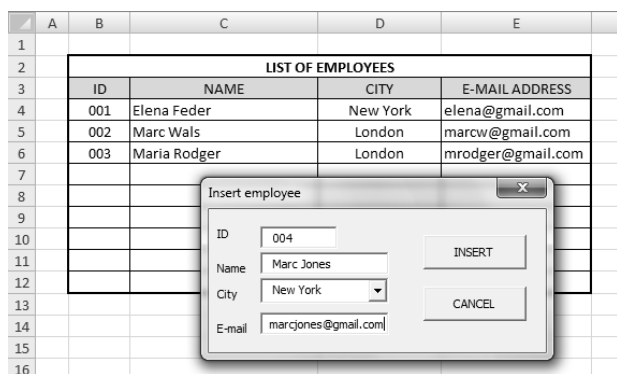 A B C D E
1
2 LIST OF EMPLOYEES
3 ID NAME CITY E-MAIL ADDRESS
4 001 Elena Feder New York elena@gmail.com
5 002 Marc Wals London marcw@gmail.com
6 003 Maria Rodger London mrodger@gmail.com
7
8
9
10
11
12
13
14
15
16
Insert employee
ID 004
Name Marc Jones
City New York
E-mail marcjones@gmail.com
INSERT
CANCEL